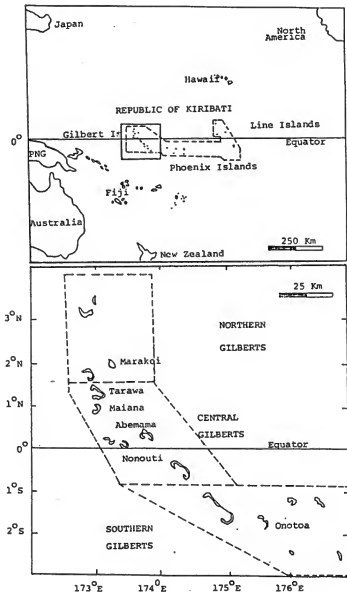 Japan
North
America
Hawaii
REPUBLIC OF KIRIBATI
Line Islands
Gilbert I
0°
Equator
PNG
Phoenix Islands
Fiji
Australia
New Zealand
250 Km
25 Km
3°N
NORTHERN
GILBERTS
2°N
Marakei
Tarawa
1°N
Maiana
CENTRAL
Abemama
GILBERTS
Equator
0°
Nonouti
1°S
Onotoa
SOUTHERN
GILBERTS
2°S
173°E
174°E
175°E
176°E